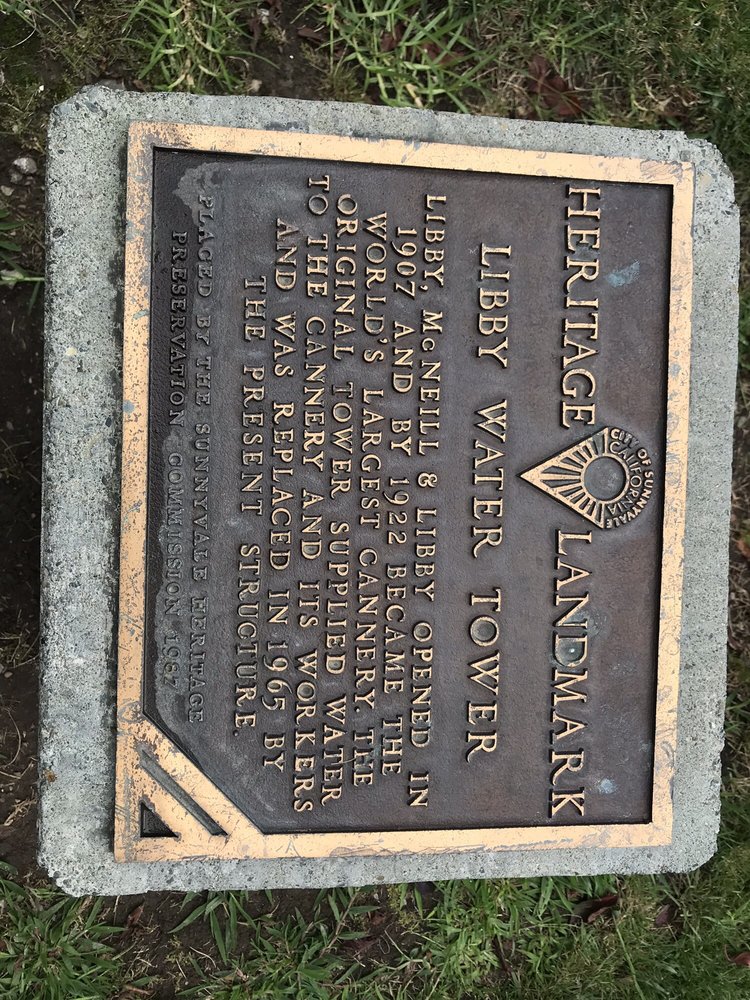 HERITAGE LANDMARK
CITY OF SUNNYVALE
CALIFORNIA
LIBBY WATER TOWER
LIBBY, McNEILL & LIBBY OPENED IN
1907 AND BY 1922 BECAME THE
WORLD'S LARGEST CANNERY. THE
ORIGINAL TOWER SUPPLIED WATER
TO THE CANNERY AND ITS WORKERS
AND WAS REPLACED IN 1965 BY
THE PRESENT STRUCTURE.
PLACED BY THE SUNNYVALE HERITAGE
PRESERVATION COMMISSION 1987